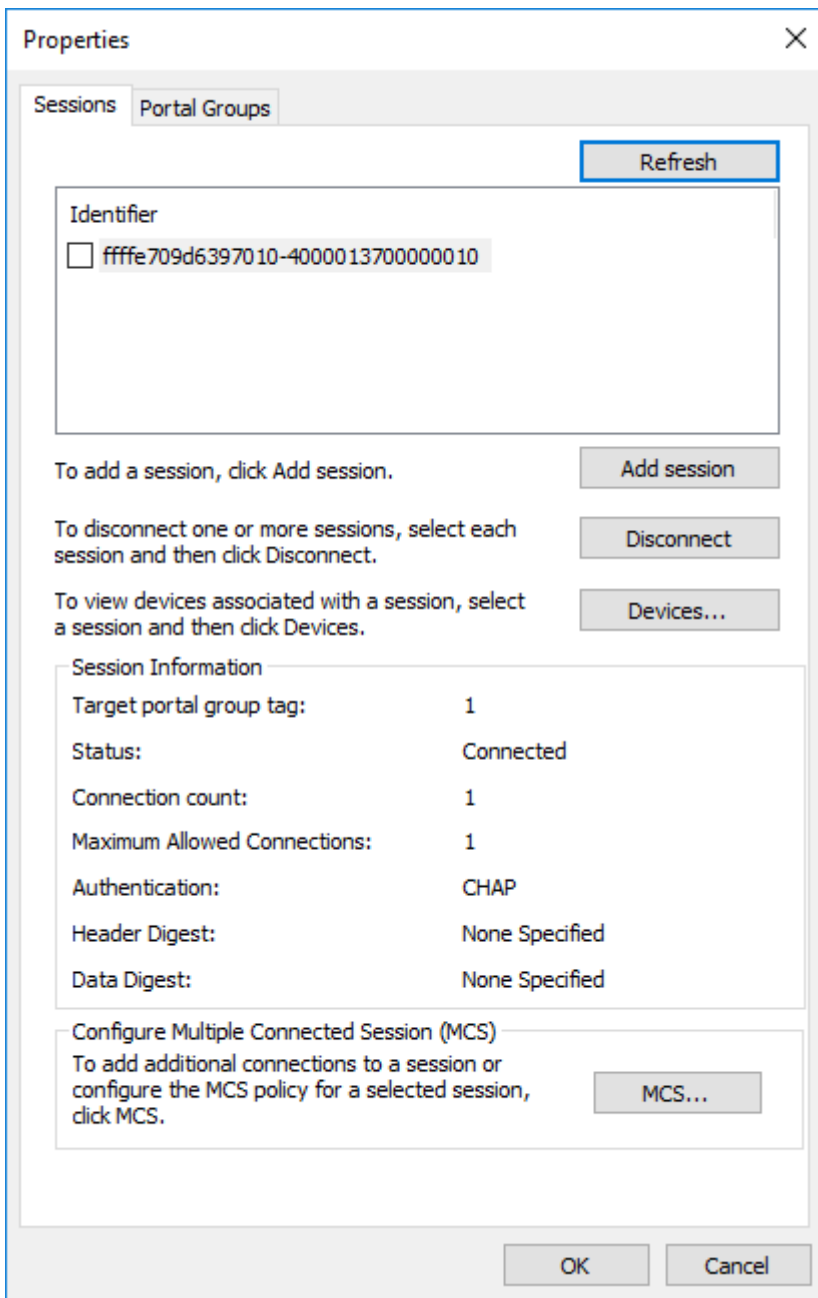 Properties
Sessions
Portal Groups
Refresh
Identifier
ffffe709d6397010-4000013700000010
To add a session, click Add session.
Add session
To disconnect one or more sessions, select each
session and then click Disconnect.
Disconnect
To view devices associated with a session, select
a session and then click Devices.
Devices...
Session Information
Target portal group tag: 1
Status: Connected
Connection count: 1
Maximum Allowed Connections: 1
Authentication: CHAP
Header Digest: None Specified
Data Digest: None Specified
Configure Multiple Connected Session (MCS)
To add additional connections to a session or
configure the MCS policy for a selected session,
click MCS.
MCS...
OK
Cancel